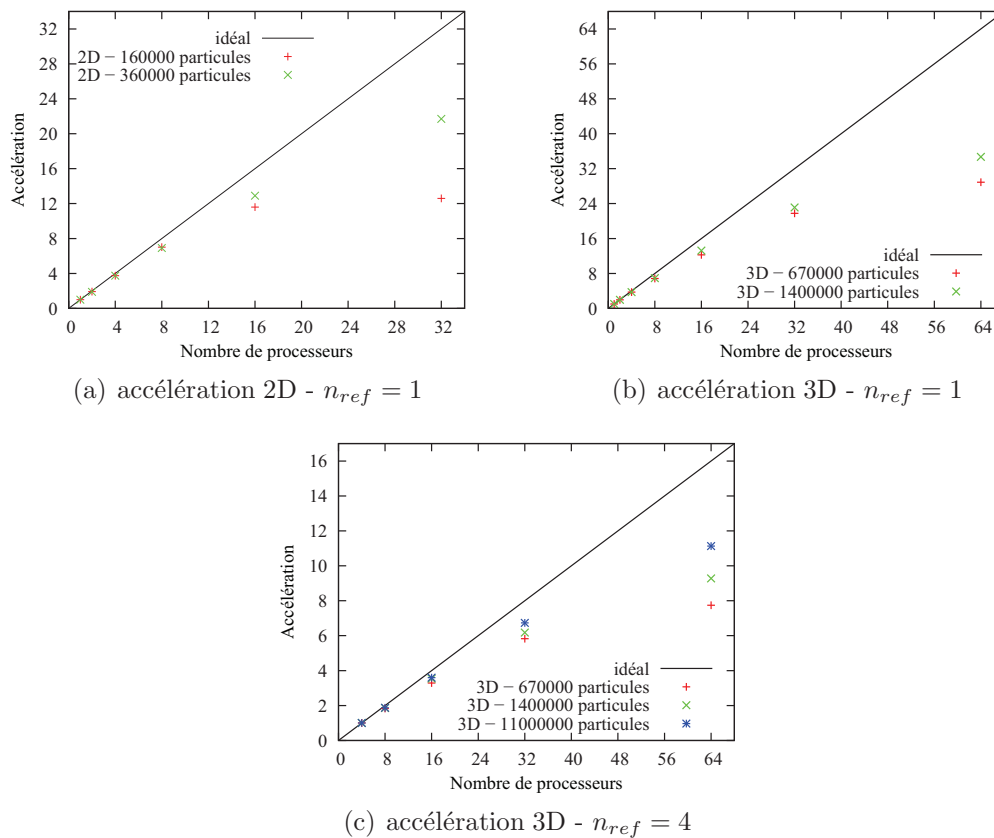 32
28
24
20
16
12
8
4
0
Accélération
idéal
2D − 160000 particules
2D − 360000 particules
0 4 8 12 16 20 24 28 32
Nombre de processeurs
(a) accélération 2D - n_ref = 1
64
56
48
40
32
24
16
8
0
Accélération
idéal
3D − 670000 particules
3D − 1400000 particules
0 8 16 24 32 40 48 56 64
Nombre de processeurs
(b) accélération 3D - n_ref = 1
16
14
12
10
8
6
4
2
0
Accélération
idéal
3D − 670000 particules
3D − 1400000 particules
3D − 11000000 particules
0 8 16 24 32 40 48 56 64
Nombre de processeurs
(c) accélération 3D - n_ref = 4